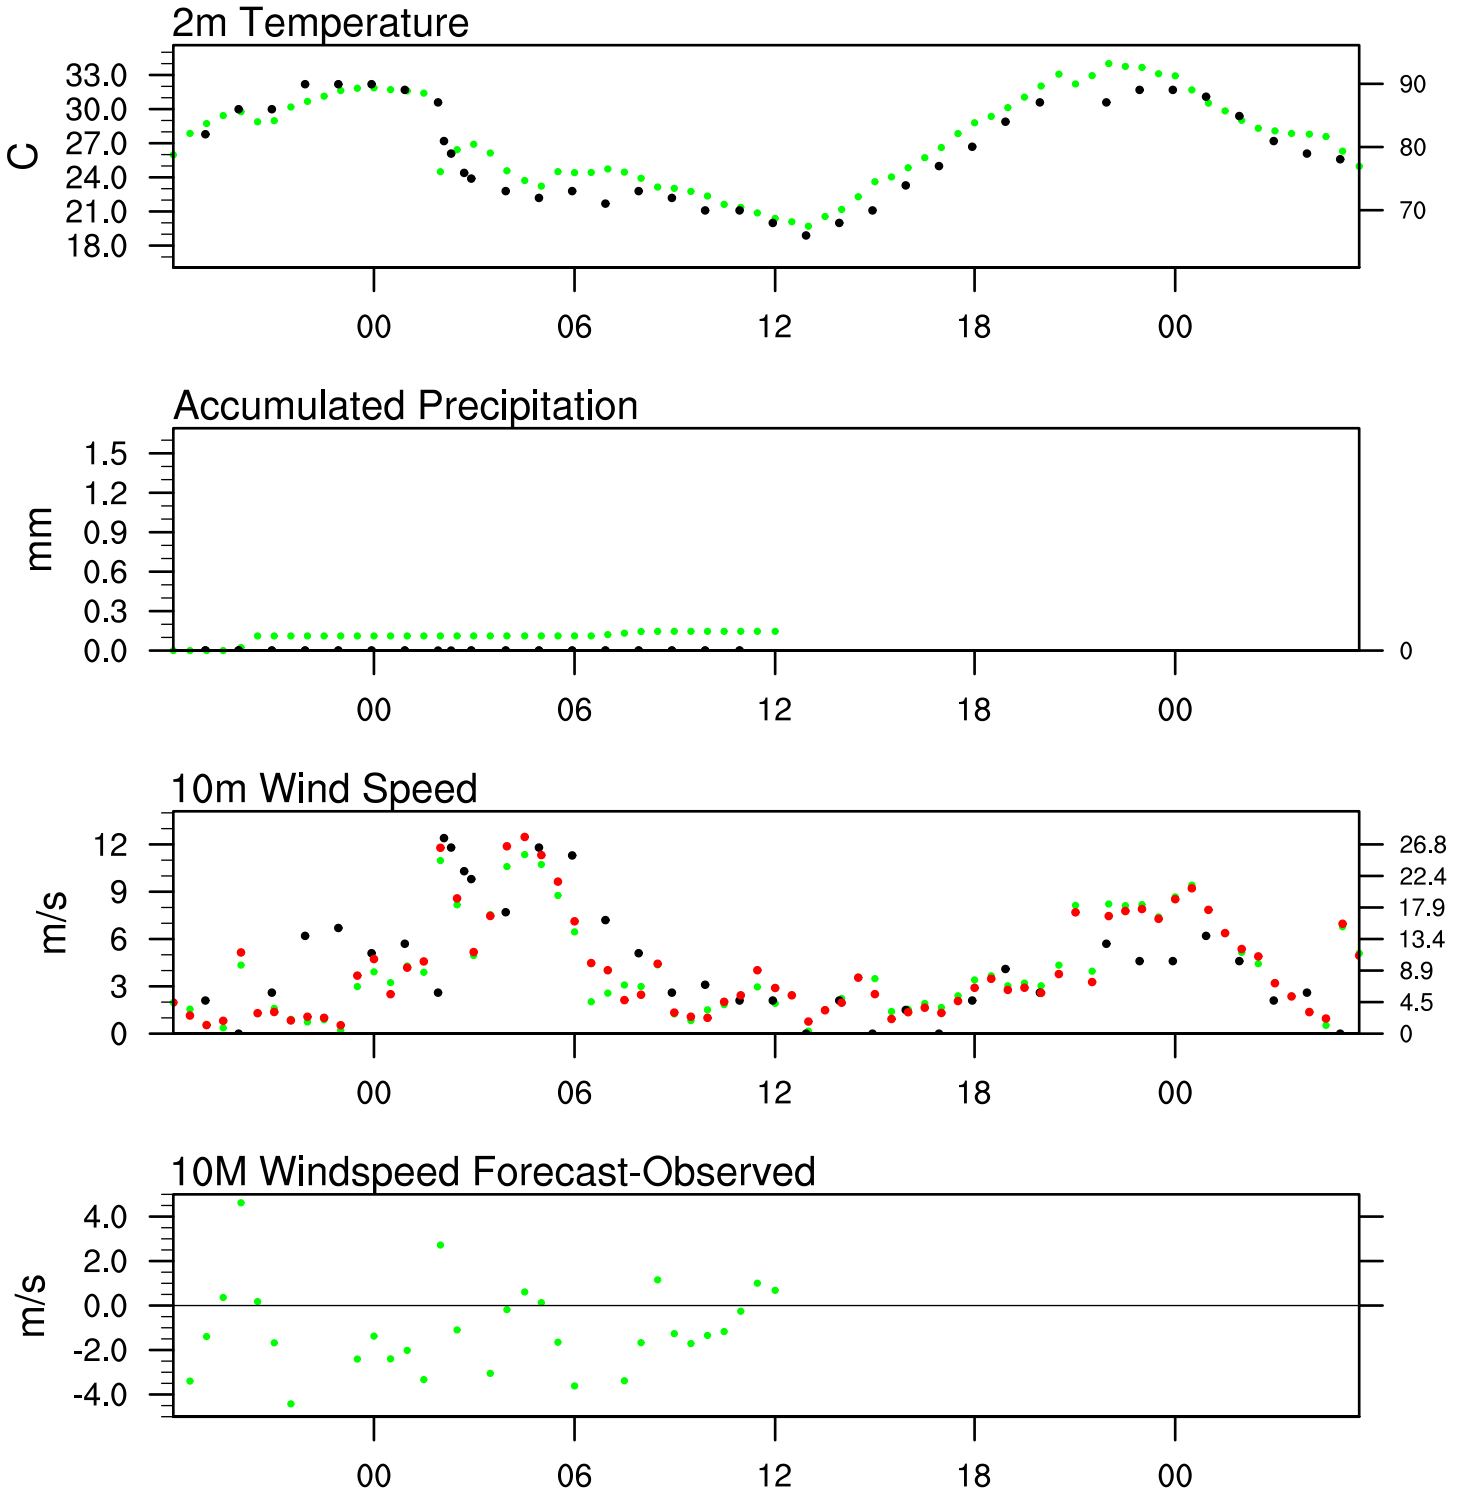 2m Temperature
33.0
30.0
27.0
24.0
21.0
18.0
C
90
80
70
00 06 12 18 00
Accumulated Precipitation
1.5
1.2
0.9
0.6
0.3
0.0
mm
0
00 06 12 18 00
10m Wind Speed
12
9
6
3
0
m/s
26.8
22.4
17.9
13.4
8.9
4.5
0
00 06 12 18 00
10M Windspeed Forecast-Observed
4.0
2.0
0.0
-2.0
-4.0
m/s
00 06 12 18 00